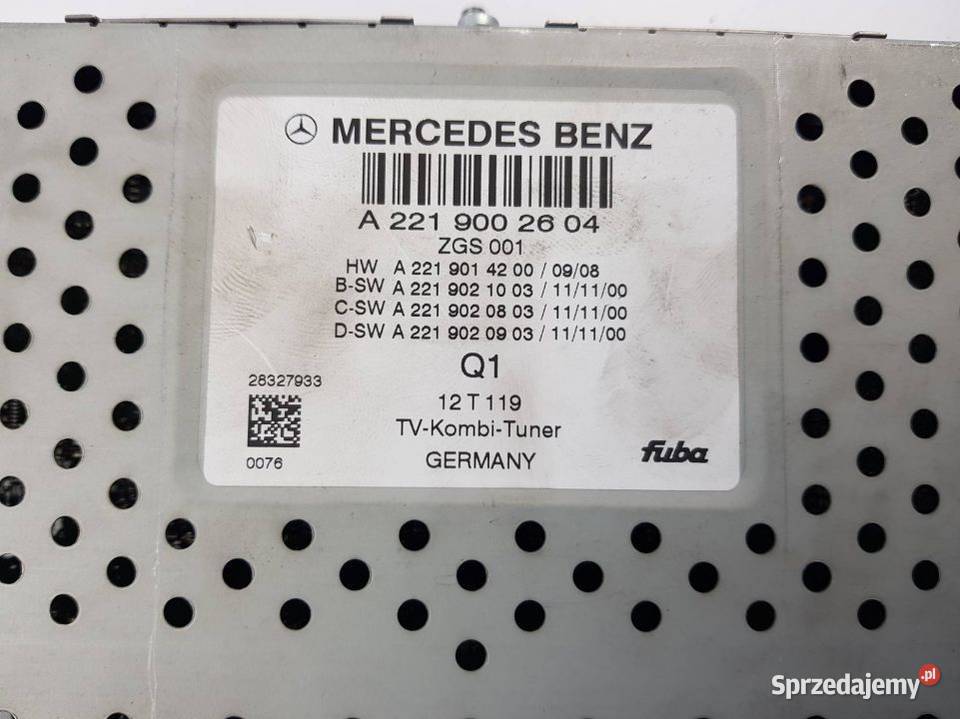 MERCEDES BENZ
A 221 900 26 04
ZGS 001
HW A 221 901 42 00 / 09/08
B-SW A 221 902 10 03 / 11/11/00
C-SW A 221 902 08 03 / 11/11/00
D-SW A 221 902 09 03 / 11/11/00
Q1
28327933
12 T 119
TV-Kombi-Tuner
0076
GERMANY
fuba
Sprzedajemy.pl